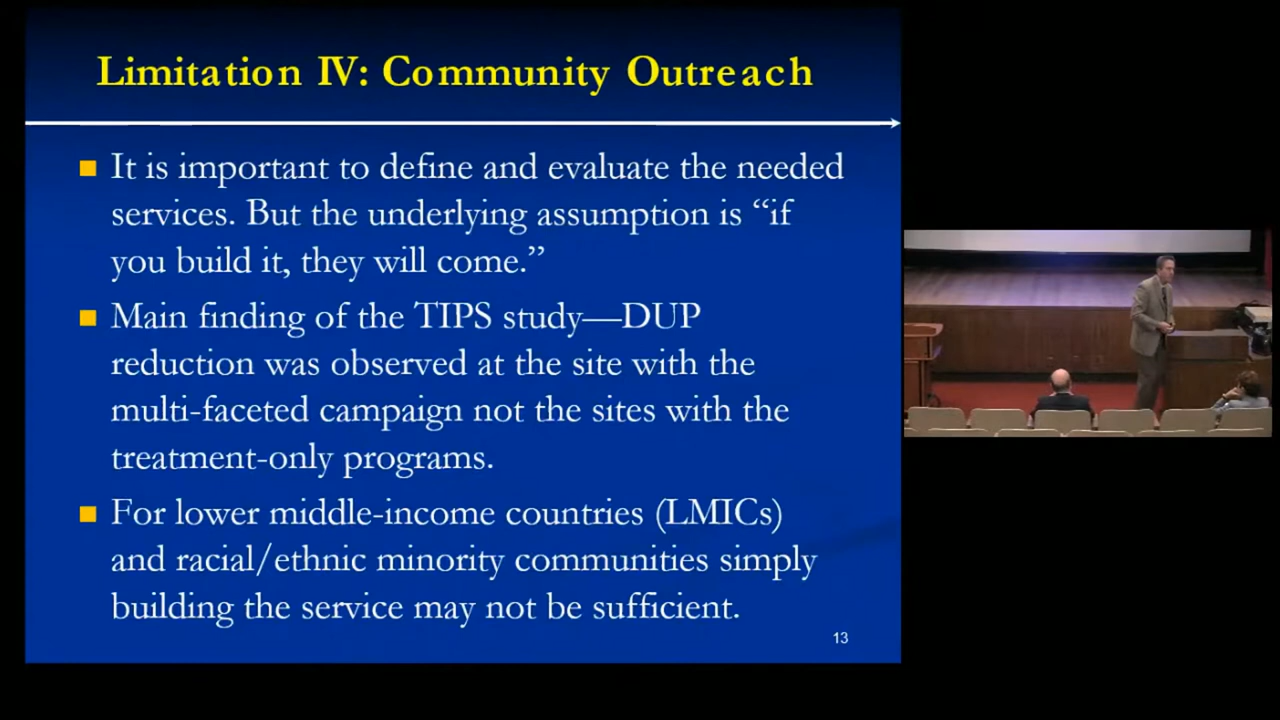 Limitation IV: Community Outreach
It is important to define and evaluate the needed
services. But the underlying assumption is “if
you build it, they will come.”
Main finding of the TIPS study—DUP
reduction was observed at the site with the
multi-faceted campaign not the sites with the
treatment-only programs.
For lower middle-income countries (LMICs)
and racial/ethnic minority communities simply
building the service may not be sufficient.
13